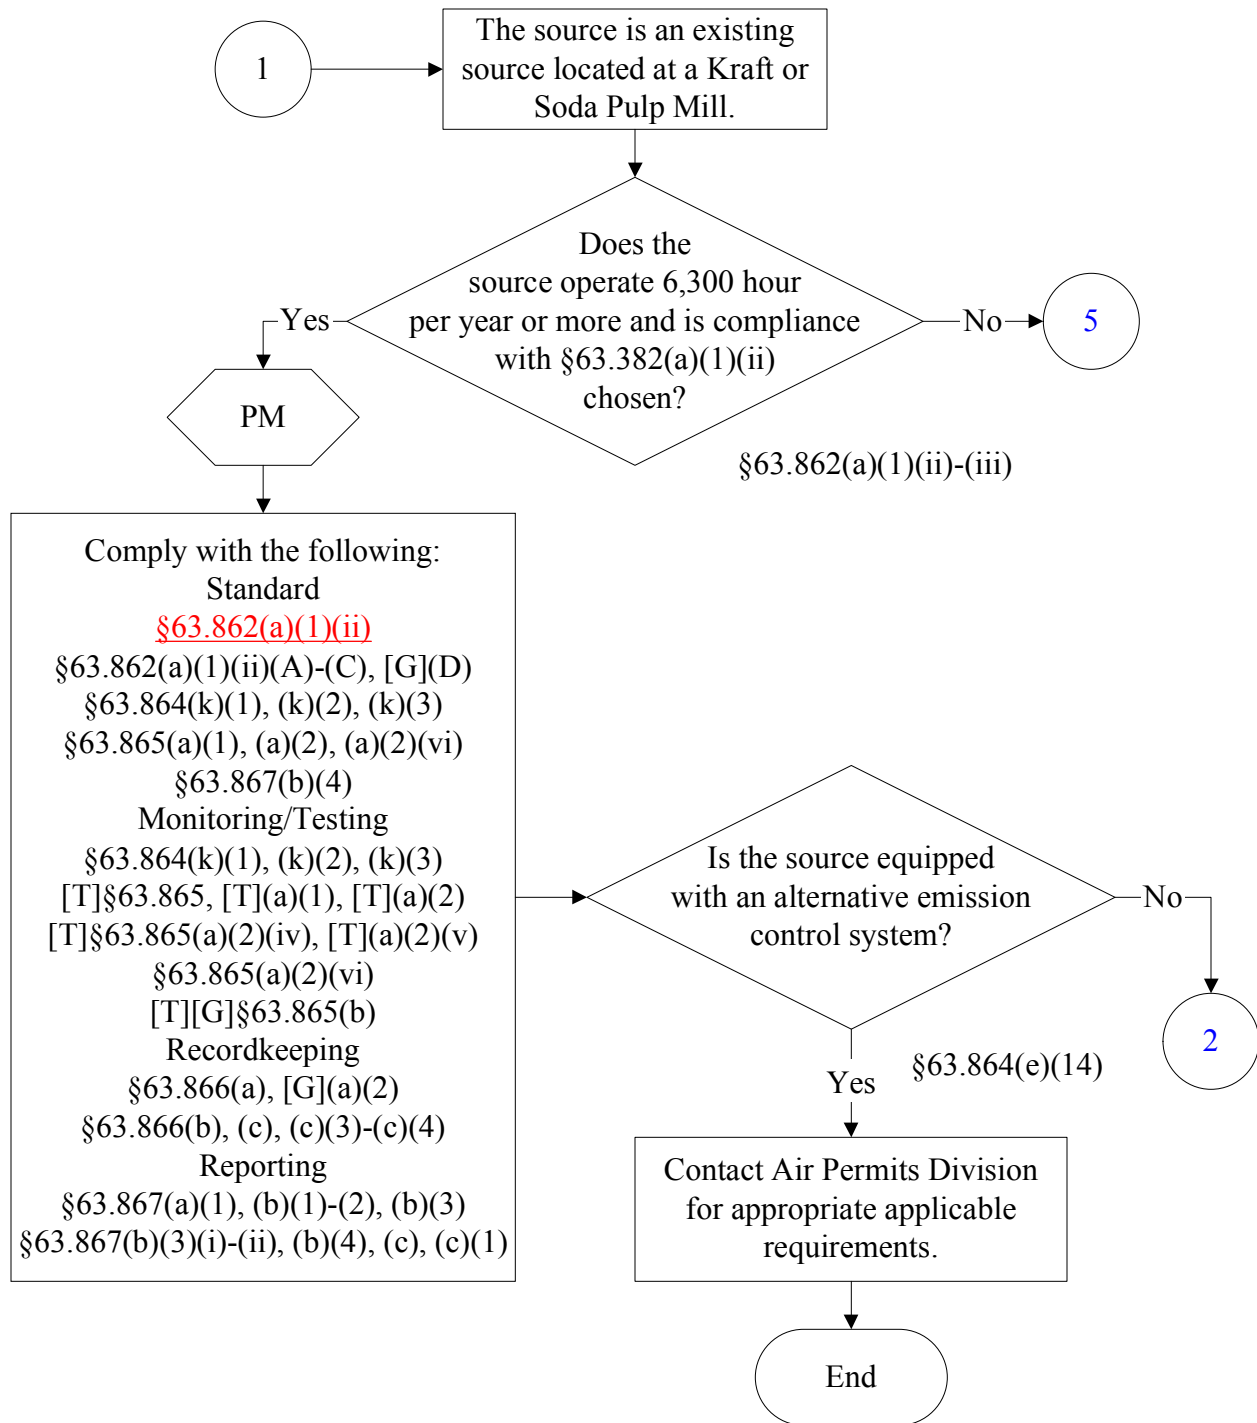 1
The source is an existing
source located at a Kraft or
Soda Pulp Mill.
Does the
source operate 6,300 hour
per year or more and is compliance
with §63.382(a)(1)(ii)
chosen?
Yes
No
5
PM
§63.862(a)(1)(ii)-(iii)
Comply with the following:
Standard
§63.862(a)(1)(ii)
§63.862(a)(1)(ii)(A)-(C), [G](D)
§63.864(k)(1), (k)(2), (k)(3)
§63.865(a)(1), (a)(2), (a)(2)(vi)
§63.867(b)(4)
Monitoring/Testing
§63.864(k)(1), (k)(2), (k)(3)
[T]§63.865, [T](a)(1), [T](a)(2)
[T]§63.865(a)(2)(iv), [T](a)(2)(v)
§63.865(a)(2)(vi)
[T][G]§63.865(b)
Recordkeeping
§63.866(a), [G](a)(2)
§63.866(b), (c), (c)(3)-(c)(4)
Reporting
§63.867(a)(1), (b)(1)-(2), (b)(3)
§63.867(b)(3)(i)-(ii), (b)(4), (c), (c)(1)
Is the source equipped
with an alternative emission
control system?
No
2
§63.864(e)(14)
Yes
Contact Air Permits Division
for appropriate applicable
requirements.
End